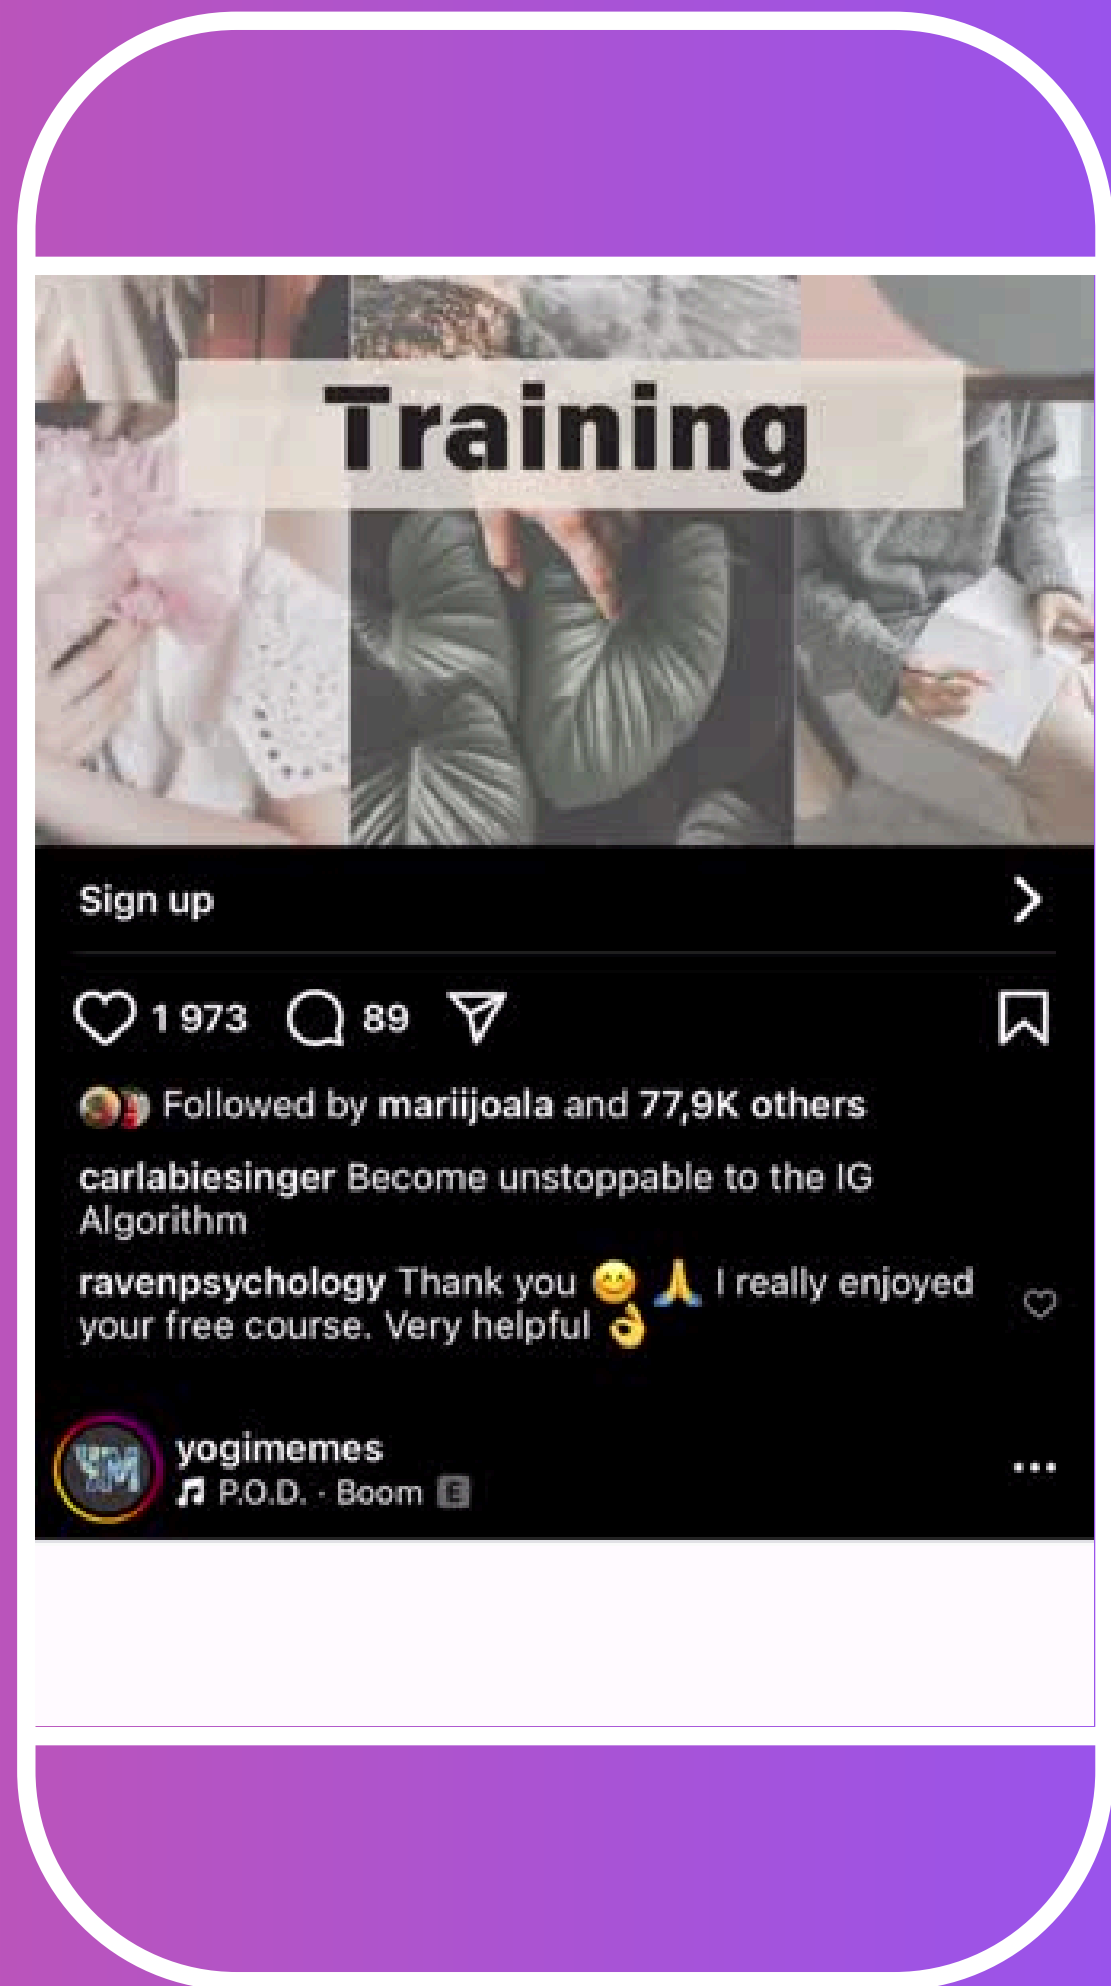 Training
Sign up
1 973 89
Followed by mariijoala and 77,9K others
carlabiesinger Become unstoppable to the IG
Algorithm
ravenpsychology Thank you 😊 🙏 I really enjoyed
your free course. Very helpful 👌
YM yogimemes
P.O.D. · Boom E